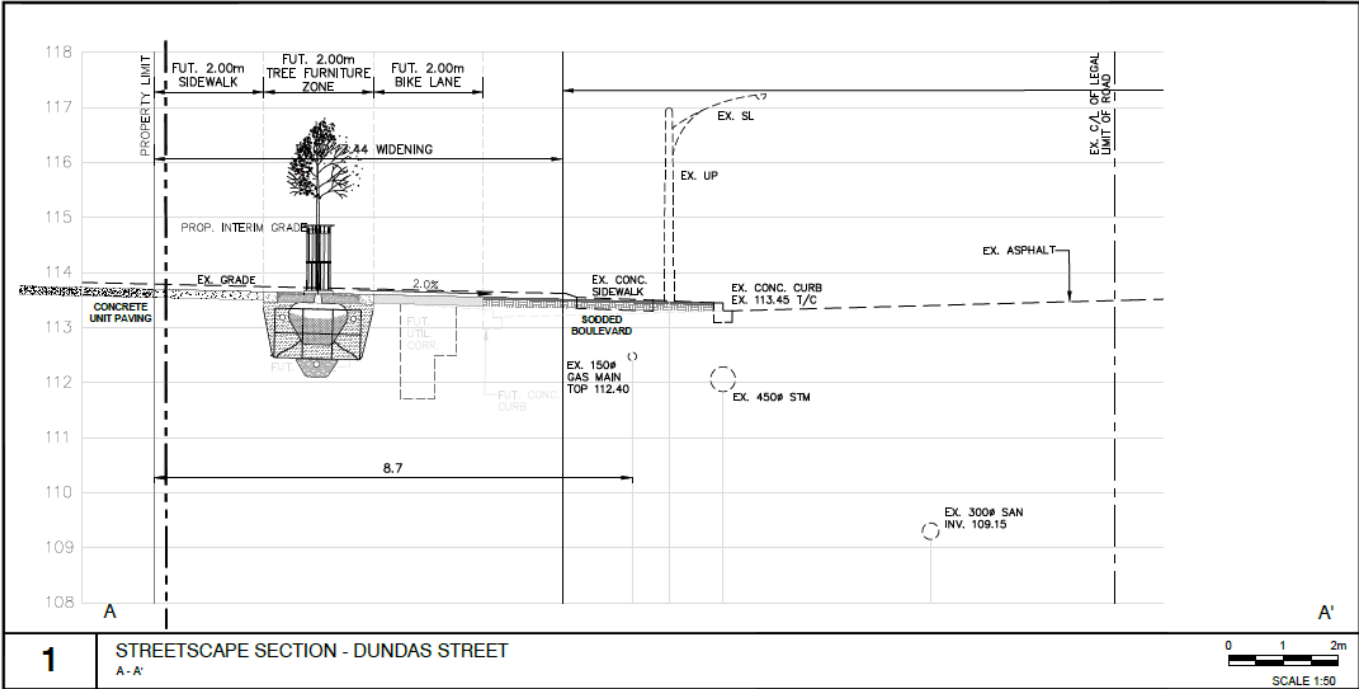 118
117
116
115
114
113
112
111
110
109
108
PROPERTY LIMIT
FUT. 2.00m
SIDEWALK
FUT. 2.00m
TREE FURNITURE
ZONE
FUT. 2.00m
BIKE LANE
WIDENING
PROP. INTERIM GRADE
EX. GRADE
2.0%
CONCRETE
UNIT PAVING
FUT.
FUT.
UTIL.
CORR.
FUT. CONC.
CURB
EX. CONC.
SIDEWALK
SODDED
BOULEVARD
EX. SL
EX. UP
EX. CONC. CURB
EX. 113.45 T/C
EX. ASPHALT
EX. C/L OF LEGAL
LIMIT OF ROAD
EX. 150ø
GAS MAIN
TOP 112.40
EX. 450ø STM
8.7
EX. 300ø SAN
INV. 109.15
A
A'
1
STREETSCAPE SECTION - DUNDAS STREET
A - A'
0 1 2m
SCALE 1:50